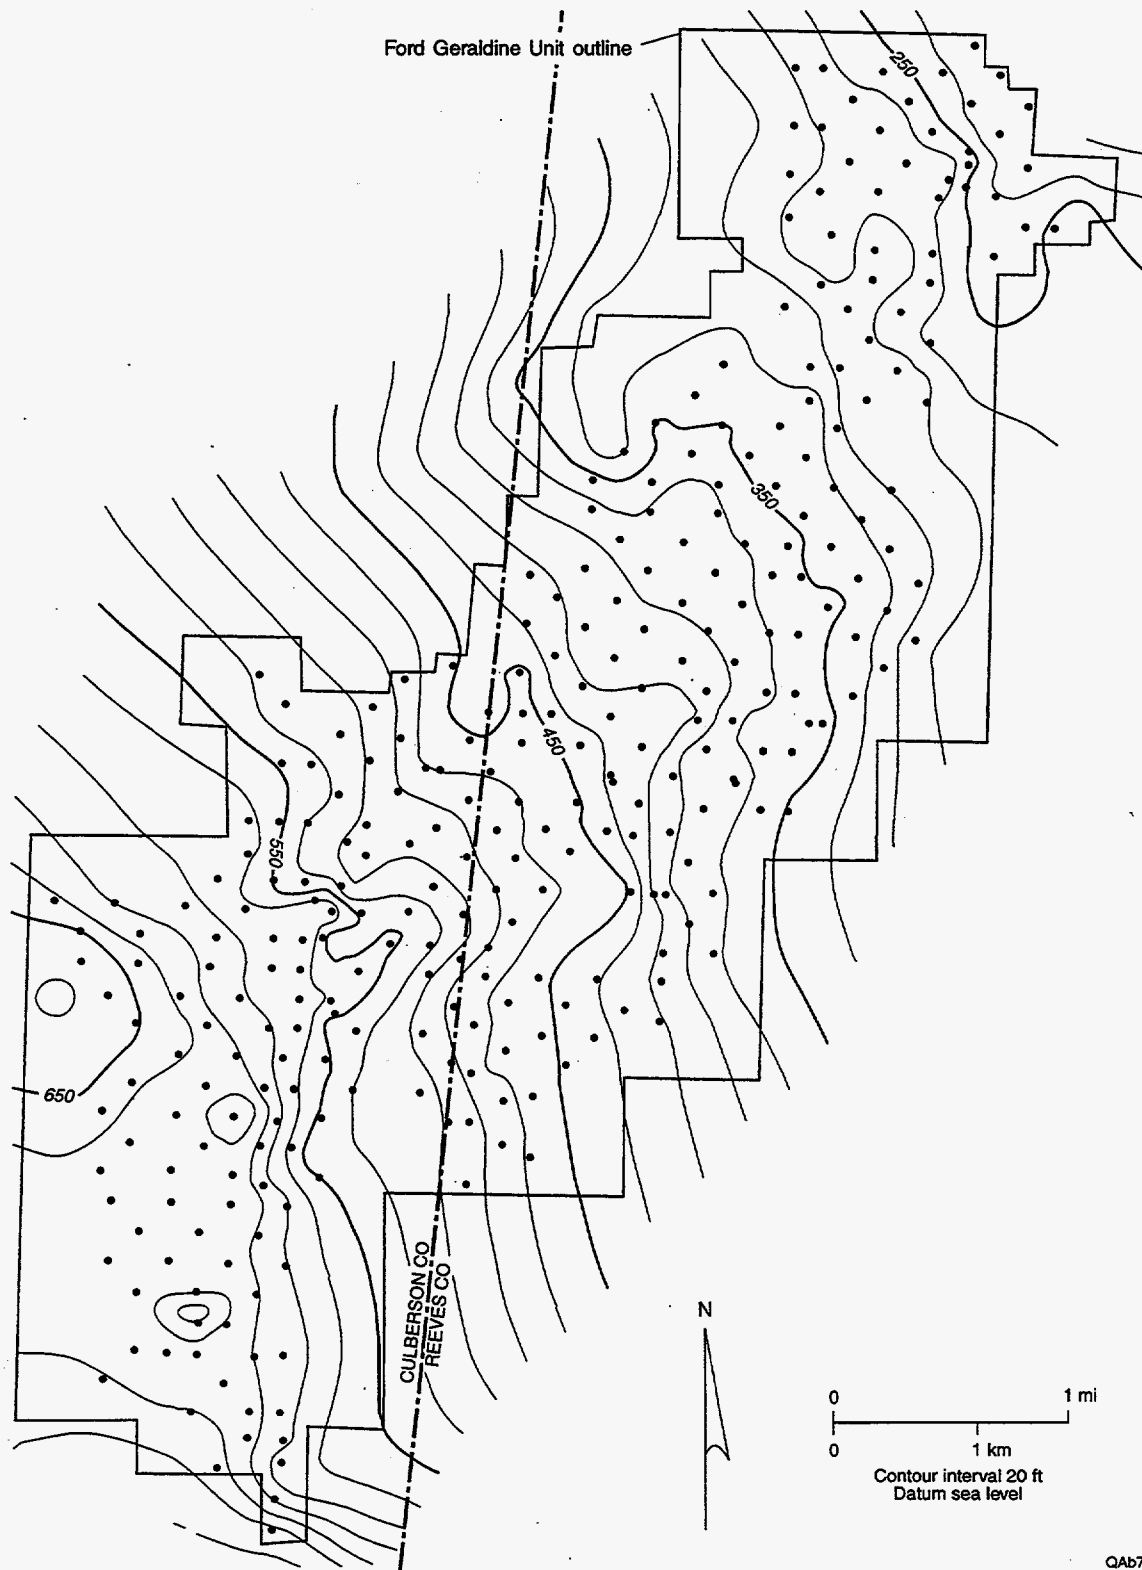 Ford Geraldine Unit outline
250
350
450
550
650
CULBERSON CO
REEVES CO
N
0 1 mi
0 1 km
Contour interval 20 ft
Datum sea level
QAb7